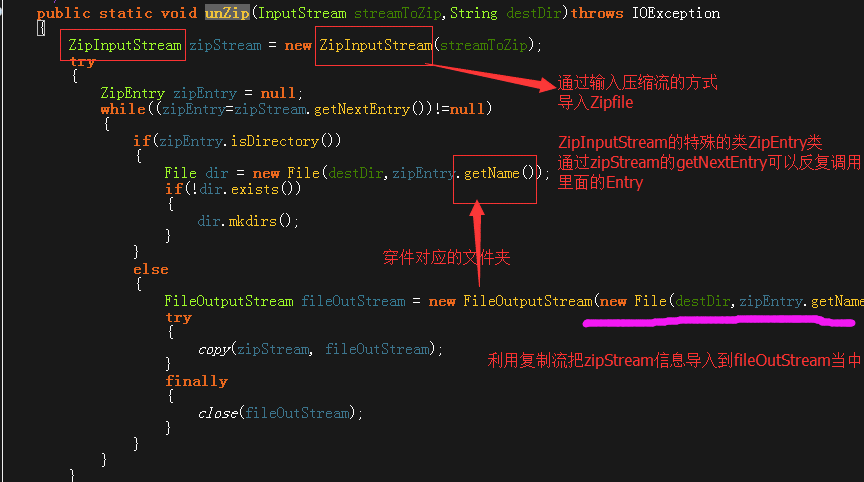 public static void unZip(InputStream streamToZip,String destDir)throws IOException
{
ZipInputStream zipStream = new ZipInputStream(streamToZip);
try
{
通过输入压缩流的方式
导入Zipfile
ZipEntry zipEntry = null;
while((zipEntry=zipStream.getNextEntry())!=null)
{
if(zipEntry.isDirectory())
{
ZipInputStream的特殊的类ZipEntry类
通过zipStream的getNextEntry可以反复调用
里面的Entry
File dir = new File(destDir,zipEntry.getName());
if(!dir.exists())
{
dir.mkdirs();
}
}
穿件对应的文件夹
else
{
FileOutputStream fileOutStream = new FileOutputStream(new File(destDir,zipEntry.getName
try
{
copy(zipStream, fileOutStream);
利用复制流把zipStream信息导入到fileOutStream当中
}
finally
{
close(fileOutStream);
}
}
}
}